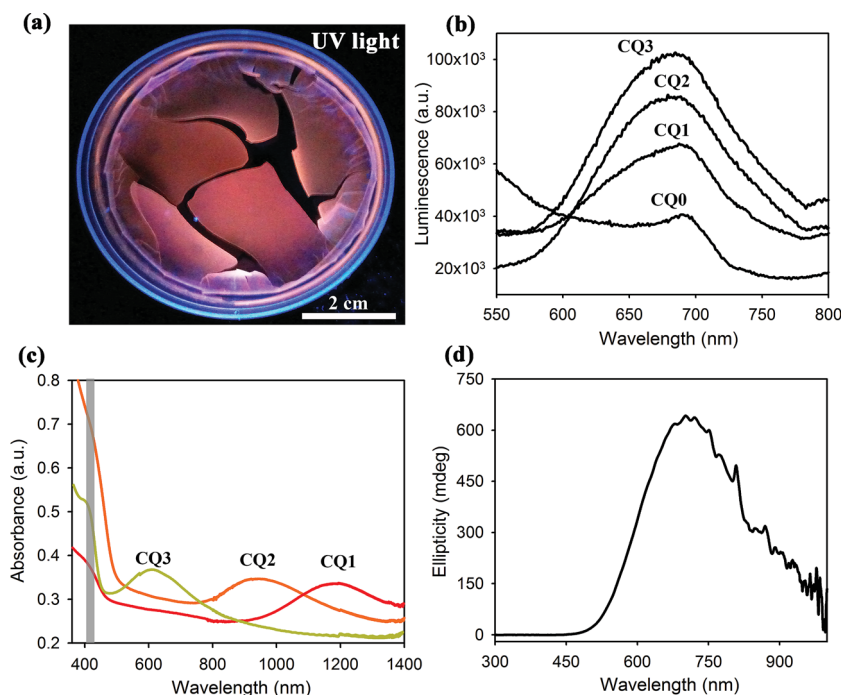 (a)
UV light
2 cm
(b)
100x10³
80x10³
60x10³
40x10³
20x10³
Luminescence (a.u.)
CQ3
CQ2
CQ1
CQ0
550 600 650 700 750 800
Wavelength (nm)
(c)
0.8
0.7
0.6
0.5
0.4
0.3
0.2
Absorbance (a.u.)
CQ3 CQ2 CQ1
400 600 800 1000 1200 1400
Wavelength (nm)
(d)
750
600
450
300
150
0
Ellipticity (mdeg)
300 450 600 750 900
Wavelength (nm)